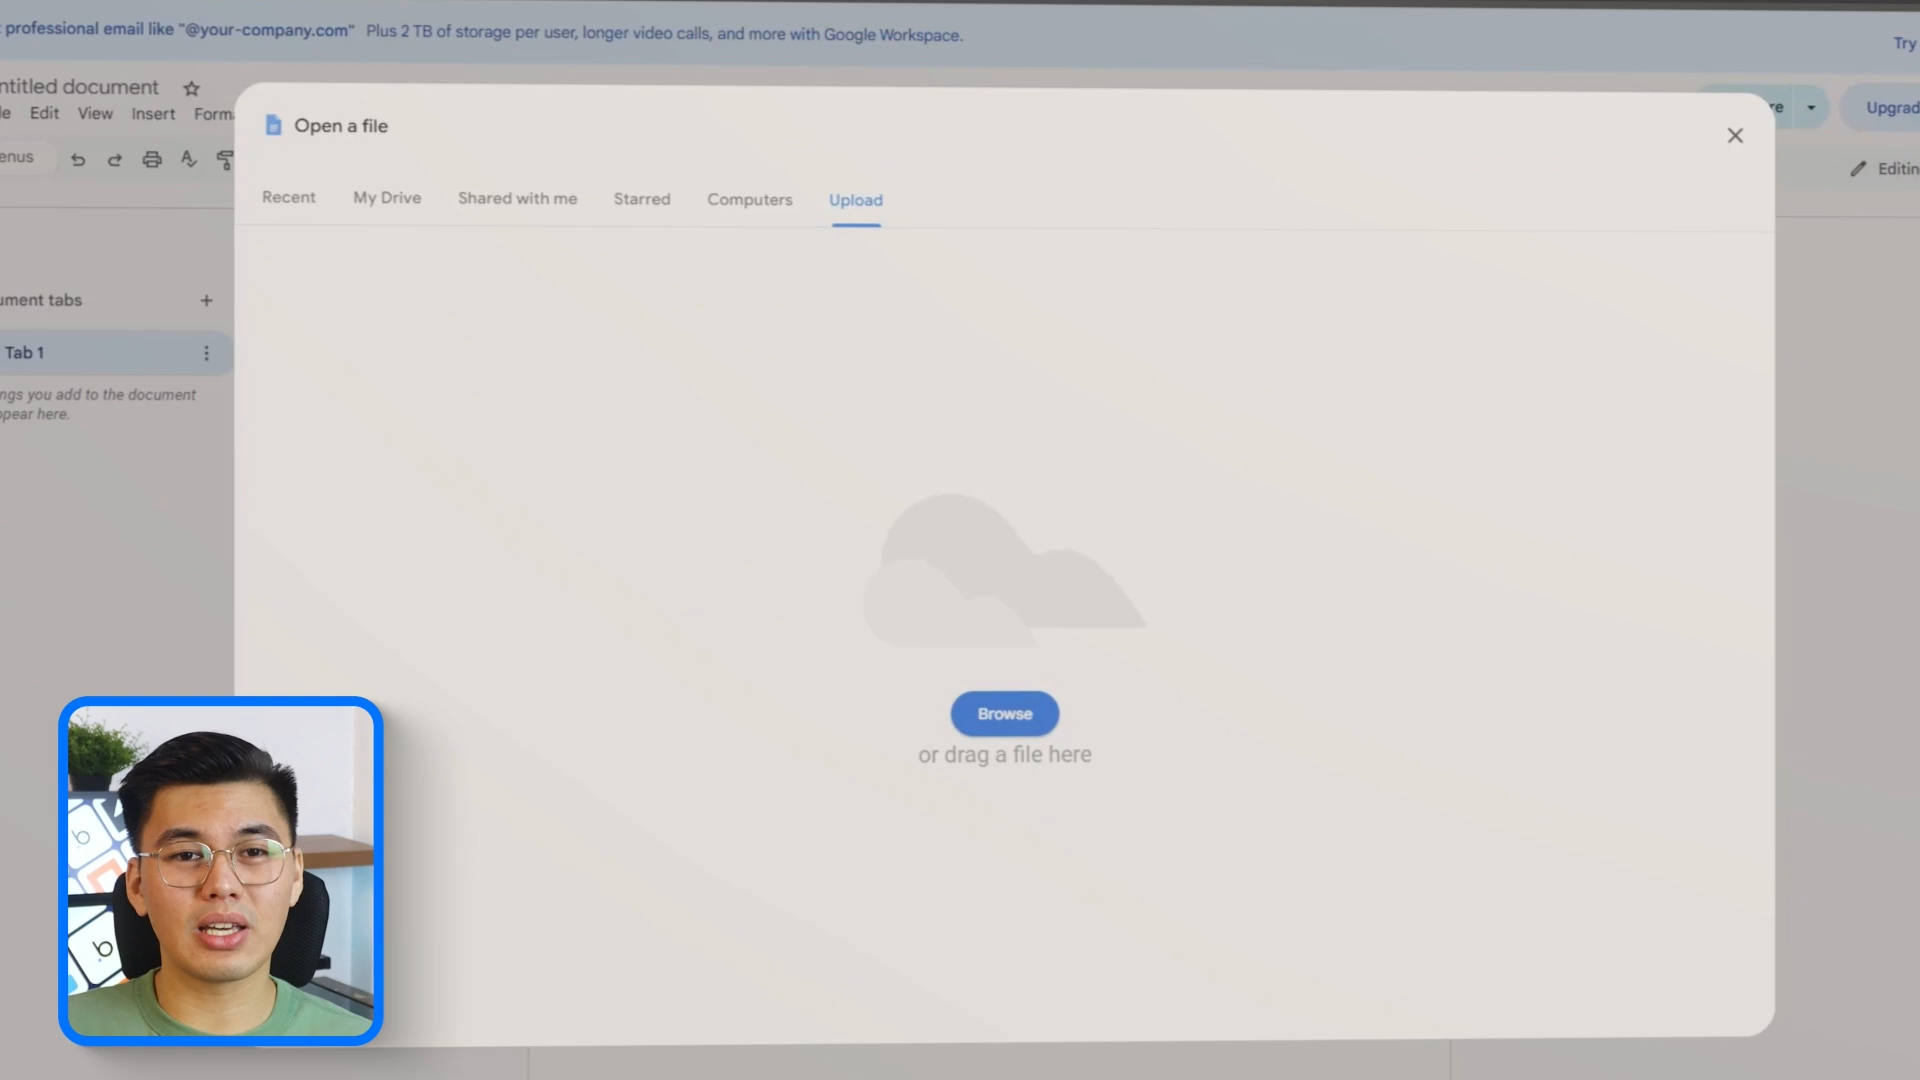 professional email like "@your-company.com" Plus 2 TB of storage per user, longer video calls, and more with Google Workspace.
Try
ntitled document
le Edit View Insert Form
re
Upgrad
enus
Editin
Open a file
Recent My Drive Shared with me Starred Computers Upload
ument tabs
Tab 1
ngs you add to the document
ppear here.
Browse
or drag a file here
b
b